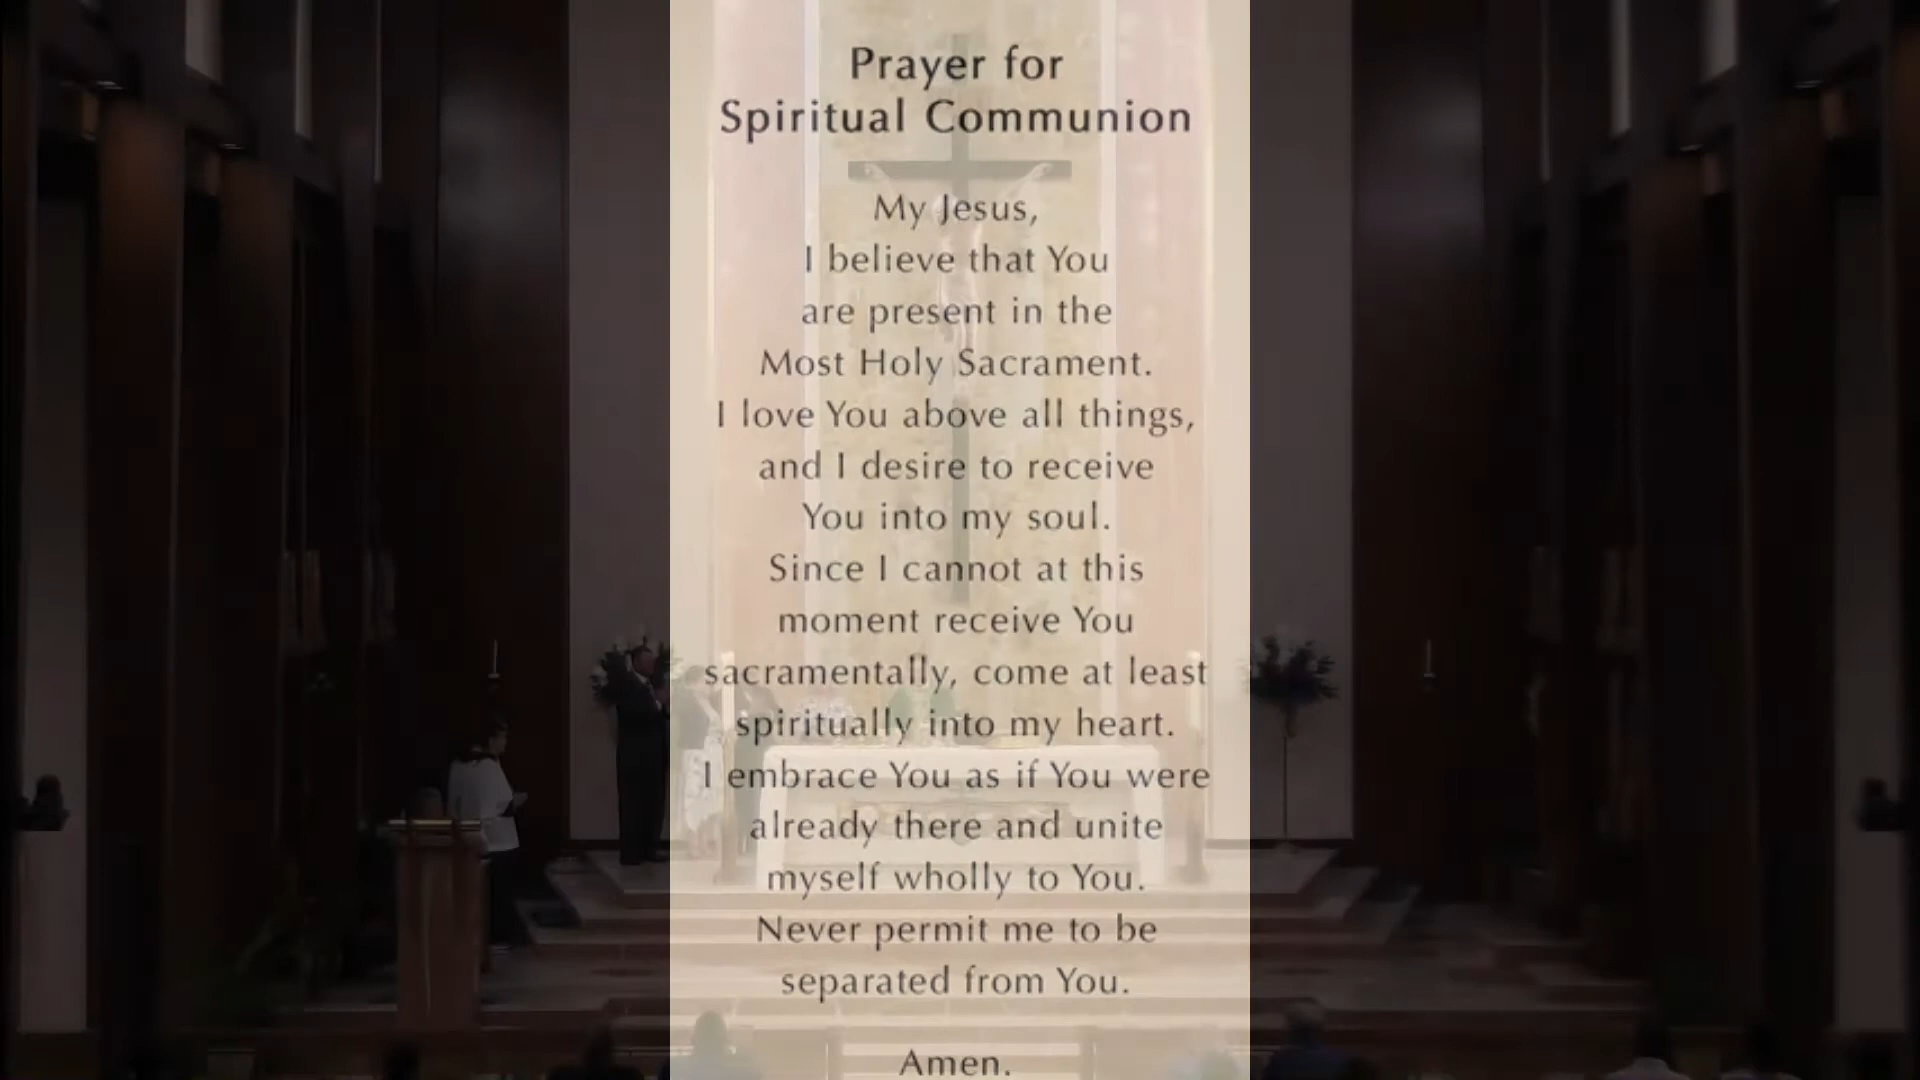 Prayer for
Spiritual Communion
My Jesus,
I believe that You
are present in the
Most Holy Sacrament.
I love You above all things,
and I desire to receive
You into my soul.
Since I cannot at this
moment receive You
sacramentally, come at least
spiritually into my heart.
I embrace You as if You were
already there and unite
myself wholly to You.
Never permit me to be
separated from You.
Amen.